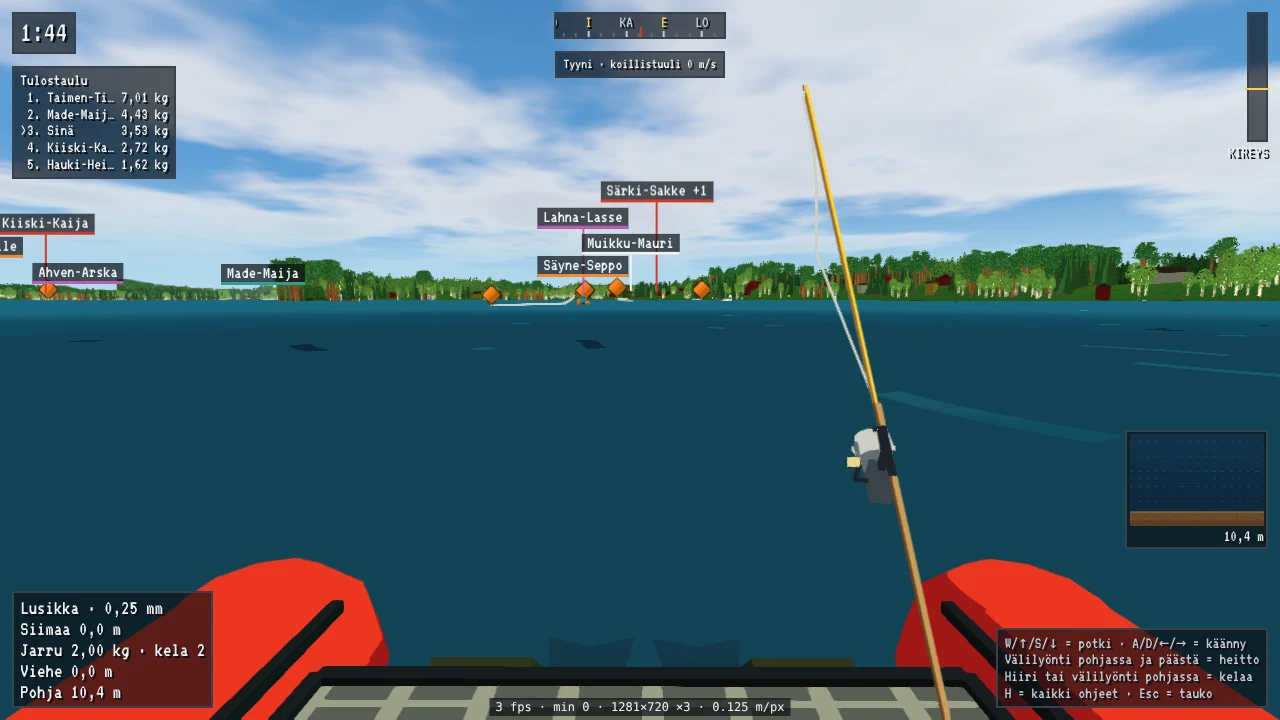 1:44
I KA E LO
Tyyni · koillistuuli 0 m/s
KIREYS
Tulostaulu
1. Taimen-Ti… 7,01 kg
2. Made-Maij… 4,43 kg
›3. Sinä 3,53 kg
4. Kiiski-Ka… 2,72 kg
5. Hauki-Hei… 1,62 kg
Särki-Sakke +1
Kiiski-Kaija
Lahna-Lasse
lle
Muikku-Mauri
Ahven-Arska
Made-Maija
Säyne-Seppo
10,4 m
Lusikka · 0,25 mm
Siimaa 0,0 m
Jarru 2,00 kg · kela 2
Viehe 0,0 m
Pohja 10,4 m
W/↑/S/↓ = potki · A/D/←/→ = käänny
Välilyönti pohjassa ja päästä = heitto
Hiiri tai välilyönti pohjassa = kelaa
H = kaikki ohjeet · Esc = tauko
3 fps · min 0 · 1281×720 ×3 · 0.125 m/px